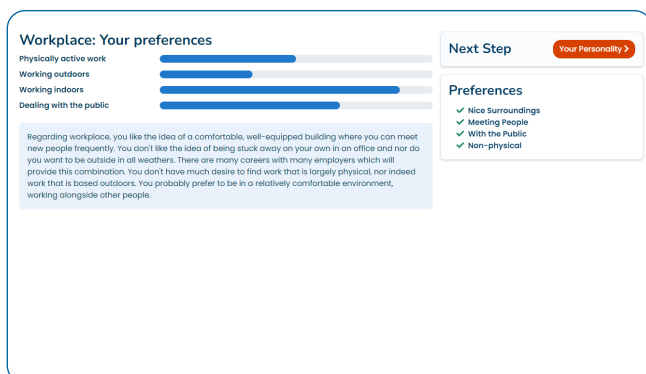 Workplace: Your preferences
Physically active work
Working outdoors
Working indoors
Dealing with the public
Regarding workplace, you like the idea of a comfortable, well-equipped building where you can meet
new people frequently. You don't like the idea of being stuck away on your own in an office and nor do
you want to be outside in all weathers. There are many careers with many employers which will
provide this combination. You don't have much desire to find work that is largely physical, nor indeed
work that is based outdoors. You probably prefer to be in a relatively comfortable environment,
working alongside other people.
Next Step
Your Personality
Preferences
Nice Surroundings
Meeting People
With the Public
Non-physical